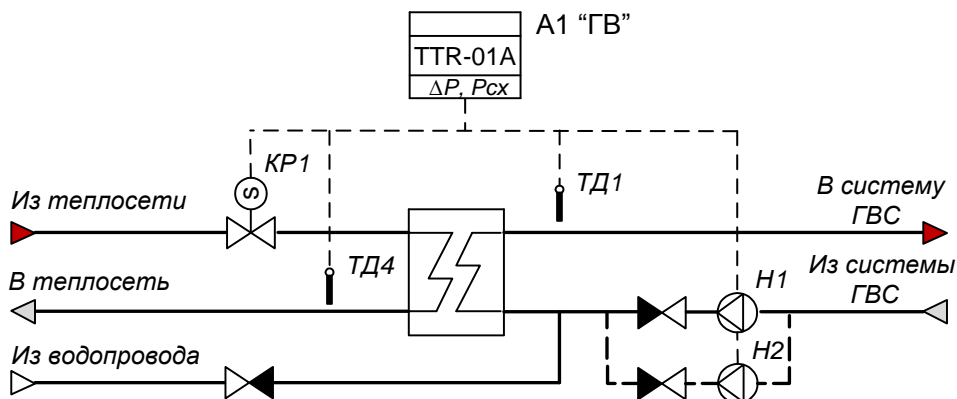 А1 “ГВ”
TTR-01A
ΔP, Рсх
КР1
ТД1
Из теплосети
В систему
ГВС
S
ТД4
В теплосеть
Н1
Из системы
ГВС
Из водопровода
Н2